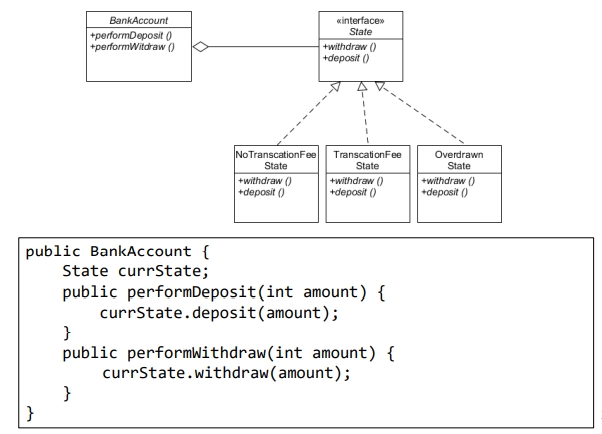 BankAccount
+performDeposit ()
+performWitdraw ()
«interface»
State
+withdraw ()
+deposit ()
NoTranscationFee
State
+withdraw ()
+deposit ()
TranscationFee
State
+withdraw ()
+deposit ()
Overdrawn
State
+withdraw ()
+deposit ()
public BankAccount {
    State currState;
    public performDeposit(int amount) {
        currState.deposit(amount);
    }
    public performWithdraw(int amount) {
        currState.withdraw(amount);
    }
}